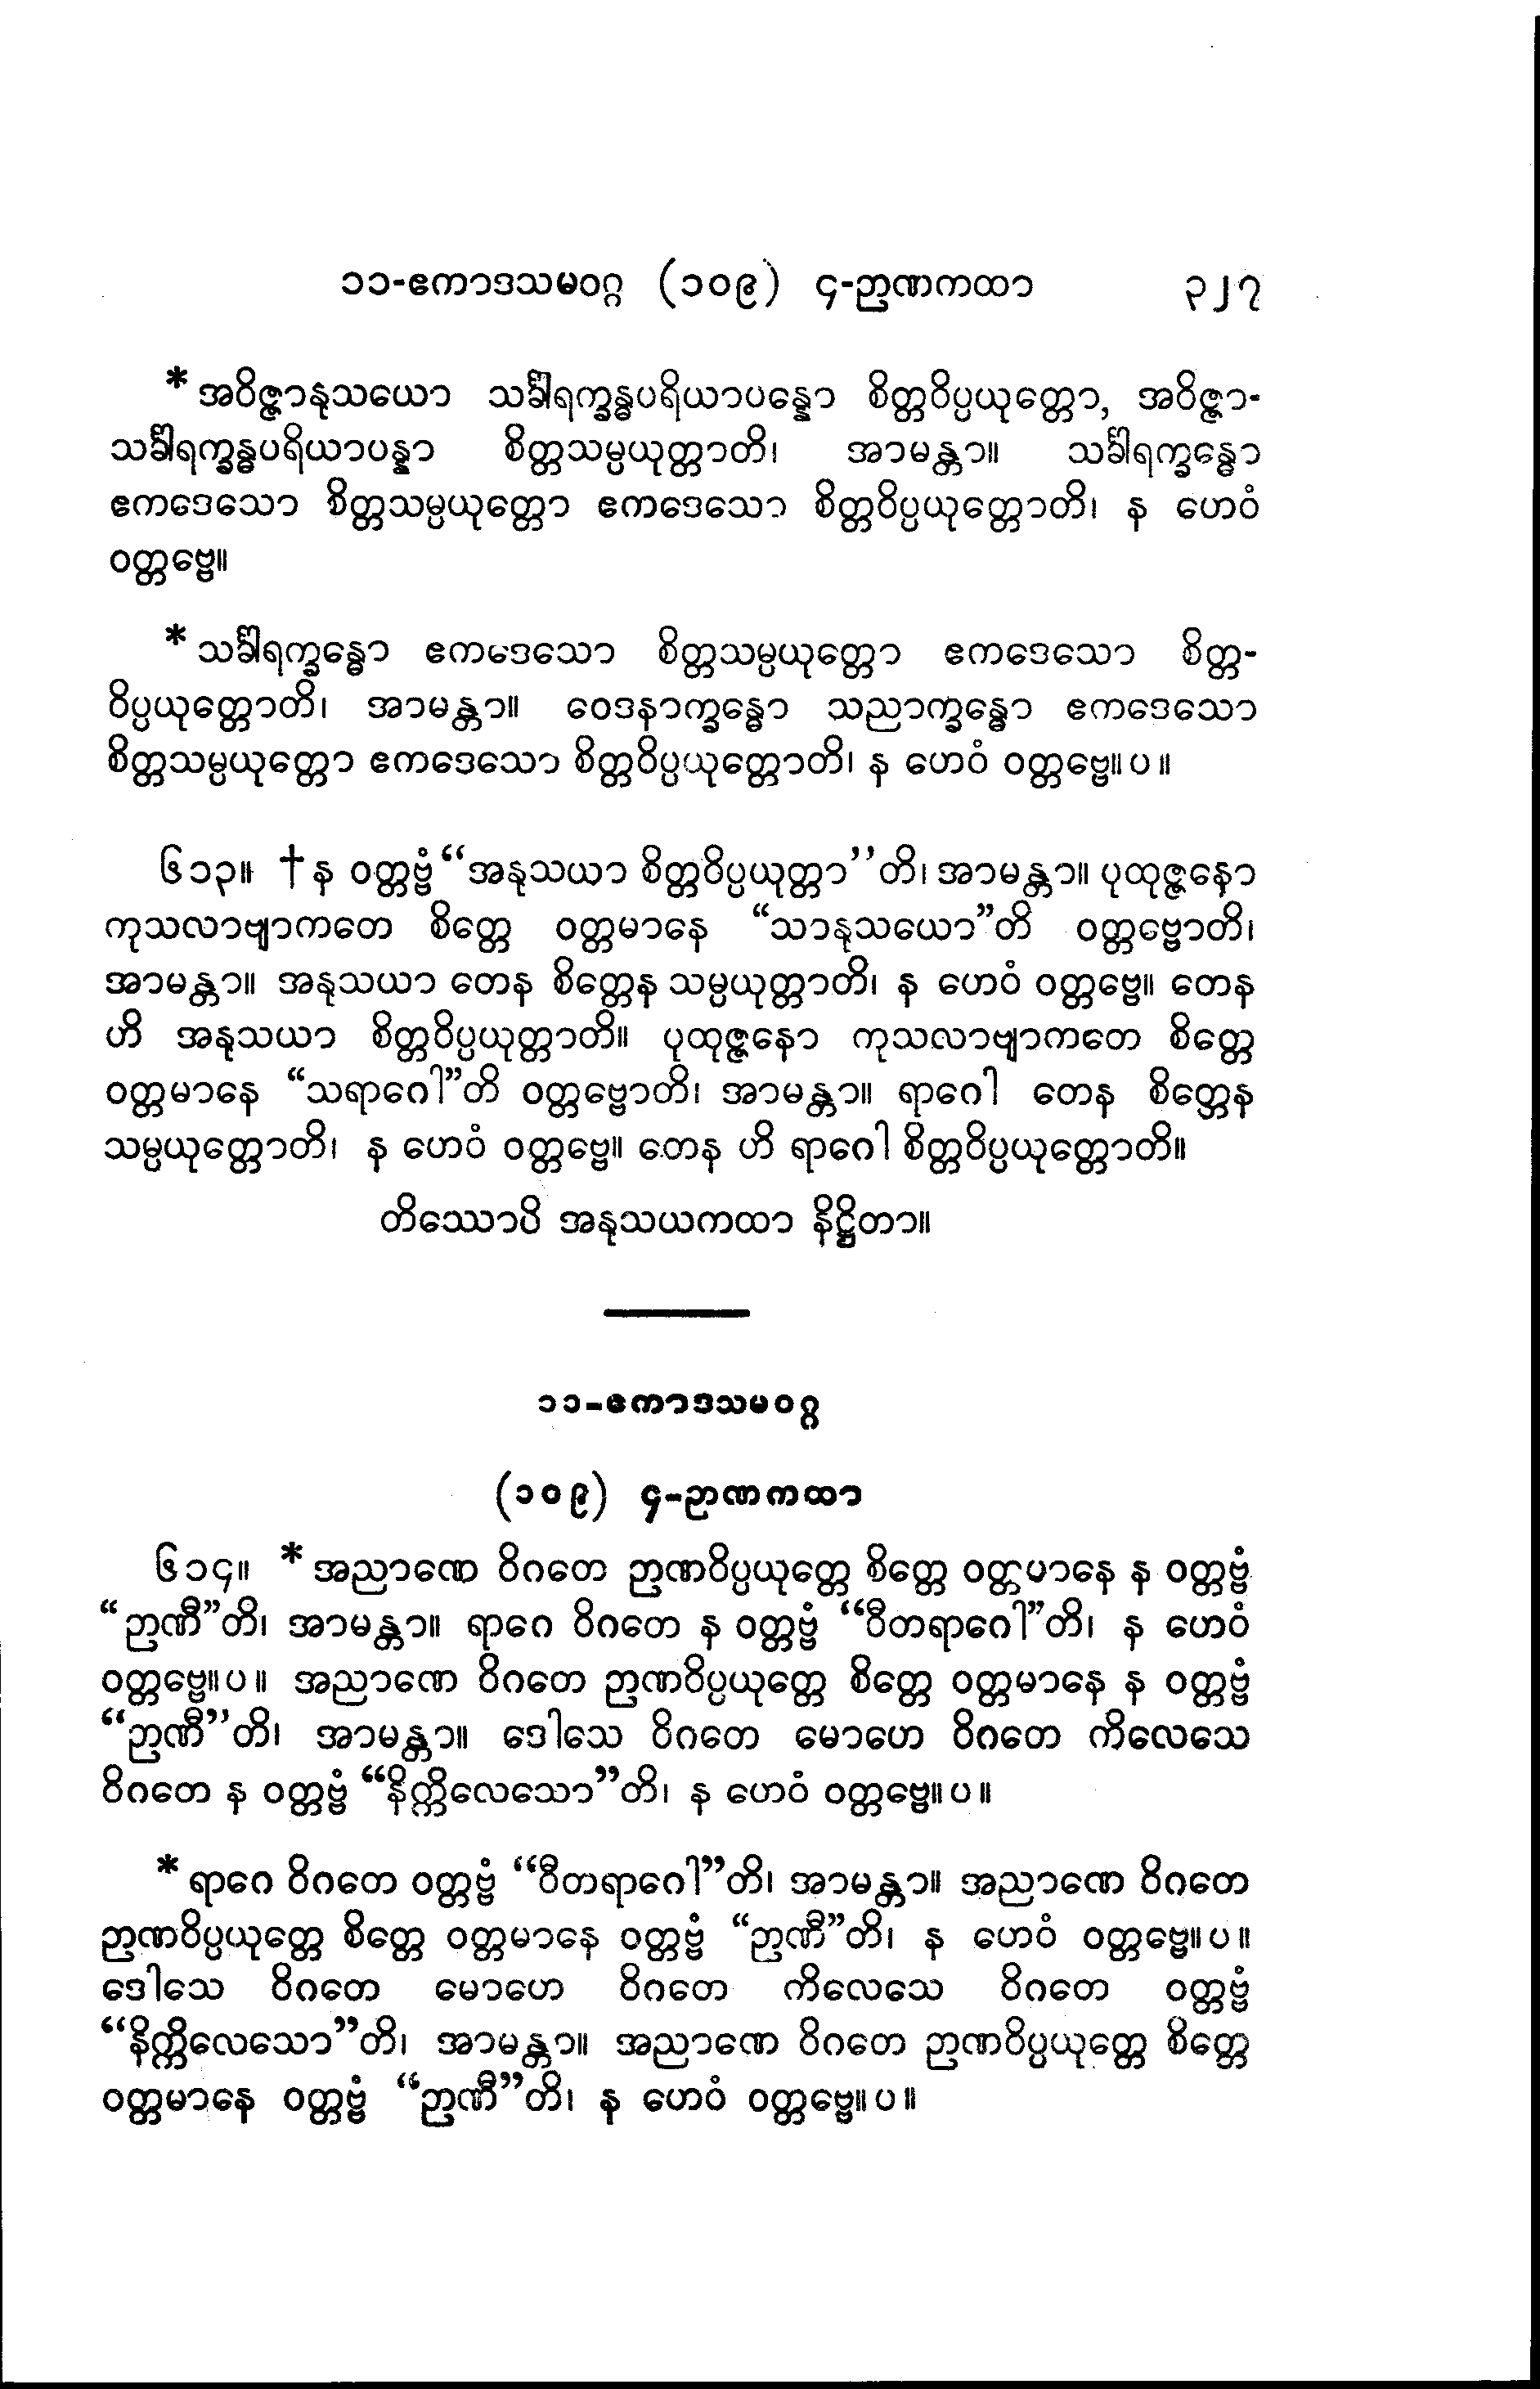 ၁၁-ဧကာဒသမဝဂ္ဂ (၁၀၉) ၄-ဉာဏကထာ ၃၂၇
* အဝိဇ္ဇာနုသယော သင်္ခါရက္ခန္ဓပရိယာပန္နော စိတ္တဝိပ္ပယုတ္တော, အဝိဇ္ဇာ-
သင်္ခါရက္ခန္ဓပရိယာပန္နာ စိတ္တသမ္ပယုတ္တာတိ၊ အာမန္တာ။ သင်္ခါရက္ခန္ဓော
ဧကဒေသော စိတ္တသမ္ပယုတ္တော ဧကဒေသော စိတ္တဝိပ္ပယုတ္တောတိ၊ န ဟေဝံ
ဝတ္တဗ္ဗေ။
* သင်္ခါရက္ခန္ဓော ဧကဒေသော စိတ္တသမ္ပယုတ္တော ဧကဒေသော စိတ္တ-
ဝိပ္ပယုတ္တောတိ၊ အာမန္တာ။ ဝေဒနာက္ခန္ဓော သညာက္ခန္ဓော ဧကဒေသော
စိတ္တသမ္ပယုတ္တော ဧကဒေသော စိတ္တဝိပ္ပယုတ္တောတိ၊ န ဟေဝံ ဝတ္တဗ္ဗေ။ပ။
၆၁၃။ †န ဝတ္တဗ္ဗံ “အနုသယာ စိတ္တဝိပ္ပယုတ္တာ’’တိ၊ အာမန္တာ။ ပုထုဇ္ဇနော
ကုသလာဗျာကတေ စိတ္တေ ဝတ္တမာနေ “သာနုသယော”တိ ဝတ္တဗ္ဗောတိ၊
အာမန္တာ။ အနုသယာ တေန စိတ္တေန သမ္ပယုတ္တာတိ၊ န ဟေဝံ ဝတ္တဗ္ဗေ။ တေန
ဟိ အနုသယာ စိတ္တဝိပ္ပယုတ္တာတိ။ ပုထုဇ္ဇနော ကုသလာဗျာကတေ စိတ္တေ
ဝတ္တမာနေ “သရာဂေါ”တိ ဝတ္တဗ္ဗောတိ၊ အာမန္တာ။ ရာဂေါ တေန စိတ္တေန
သမ္ပယုတ္တောတိ၊ န ဟေဝံ ဝတ္တဗ္ဗေ။ တေန ဟိ ရာဂေါ စိတ္တဝိပ္ပယုတ္တောတိ။
တိဿောပိ အနုသယကထာ နိဋ္ဌိတာ။
၁၁-ဧကာဒသမဝဂ္ဂ
(၁၀၉) ၄-ဉာဏကထာ
၆၁၄။ * အညာဏေ ဝိဂတေ ဉာဏဝိပ္ပယုတ္တေ စိတ္တေ ဝတ္တမာနေ န ဝတ္တဗ္ဗံ
“ဉာဏီ”တိ၊ အာမန္တာ။ ရာဂေ ဝိဂတေ န ဝတ္တဗ္ဗံ “ဝီတရာဂေါ”တိ၊ န ဟေဝံ
ဝတ္တဗ္ဗေ။ပ။ အညာဏေ ဝိဂတေ ဉာဏဝိပ္ပယုတ္တေ စိတ္တေ ဝတ္တမာနေ န ဝတ္တဗ္ဗံ
“ဉာဏီ”တိ၊ အာမန္တာ။ ဒေါသေ ဝိဂတေ မောဟေ ဝိဂတေ ကိလေသေ
ဝိဂတေ န ဝတ္တဗ္ဗံ “နိက္ကိလေသော”တိ၊ န ဟေဝံ ဝတ္တဗ္ဗေ။ပ။
* ရာဂေ ဝိဂတေ ဝတ္တဗ္ဗံ “ဝီတရာဂေါ”တိ၊ အာမန္တာ။ အညာဏေ ဝိဂတေ
ဉာဏဝိပ္ပယုတ္တေ စိတ္တေ ဝတ္တမာနေ ဝတ္တဗ္ဗံ “ဉာဏီ”တိ၊ န ဟေဝံ ဝတ္တဗ္ဗေ။ပ။
ဒေါသေ ဝိဂတေ မောဟေ ဝိဂတေ ကိလေသေ ဝိဂတေ ဝတ္တဗ္ဗံ
“နိက္ကိလေသော”တိ၊ အာမန္တာ။ အညာဏေ ဝိဂတေ ဉာဏဝိပ္ပယုတ္တေ စိတ္တေ
ဝတ္တမာနေ ဝတ္တဗ္ဗံ “ဉာဏီ”တိ၊ န ဟေဝံ ဝတ္တဗ္ဗေ။ပ။